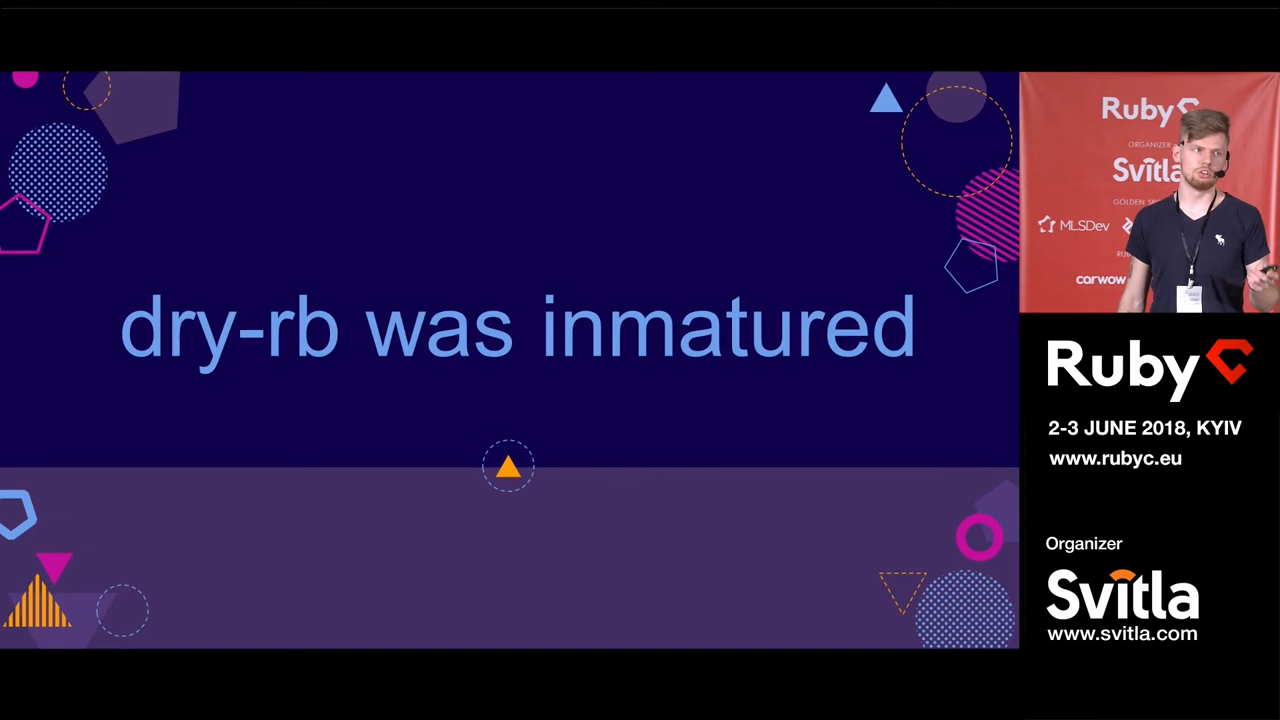 dry-rb was inmatured
Ruby
ORGANIZER
Svitla
MLSDev
carwow
Ruby
2-3 JUNE 2018, KYIV
www.rubyc.eu
Organizer
Svitla
www.svitla.com